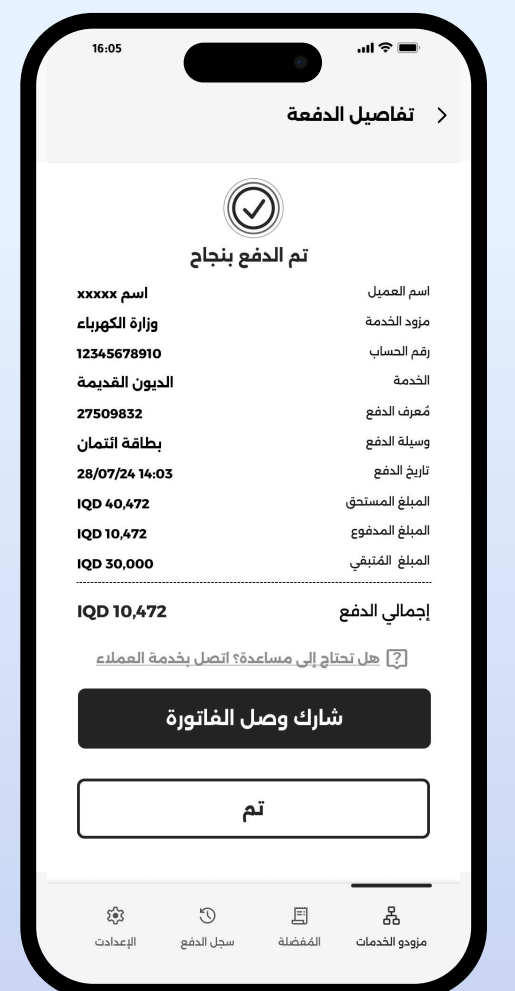 16:05
تفاصيل الدفعة
تم الدفع بنجاح
اسم العميل اسم xxxxx
مزود الخدمة وزارة الكهرباء
رقم الحساب 12345678910
الخدمة الديون القديمة
مُعرف الدفع 27509832
وسيلة الدفع بطاقة ائتمان
تاريخ الدفع 28/07/24 14:03
المبلغ المستحق IQD 40,472
المبلغ المدفوع IQD 10,472
المبلغ المُتبقي IQD 30,000
إجمالي الدفع IQD 10,472
هل تحتاج إلى مساعدة؟ اتصل بخدمة العملاء
شارك وصل الفاتورة
تم
مزودو الخدمات المُفضلة سجل الدفع الإعدادت